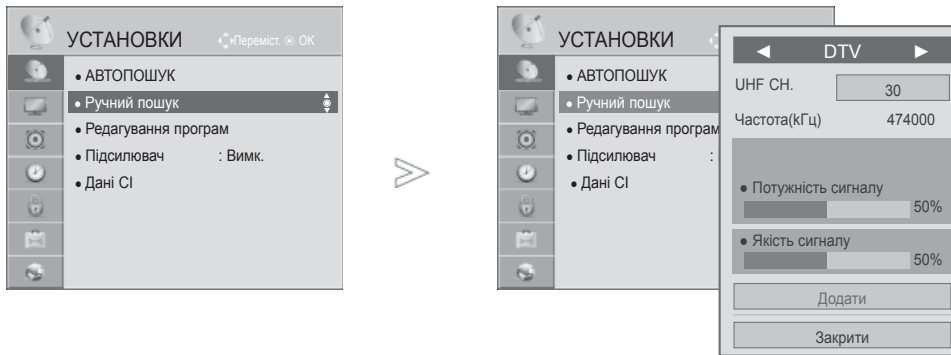 УСТАНОВКИ
Переміст. OK
• АВТОПОШУК
• Ручний пошук
• Редагування програм
• Підсилювач : Вимк.
• Дані CI
УСТАНОВКИ
• АВТОПОШУК
• Ручний пошук
• Редагування програм
• Підсилювач :
• Дані CI
◄ DTV ►
UHF CH. 30
Частота(kГц) 474000
• Потужність сигналу
50%
• Якість сигналу
50%
Додати
Закрити